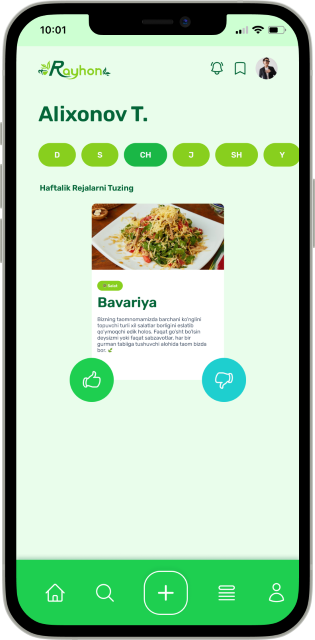 10:01
Rayhon
Alixonov T.
D S CH J SH Y
Haftalik Rejalarni Tuzing
Salat
Bavariya
Bizning taomnomamizda barchani ko'nglini
topuvchi turli xil salatlar borligini eslatib
qo'ymoqchi edik holos. Faqat go'sht bo'lsin
deysizmi yoki faqat sabzavotlar, har bir
gurman tabiga tushuvchi alohida taom bizda
bor.